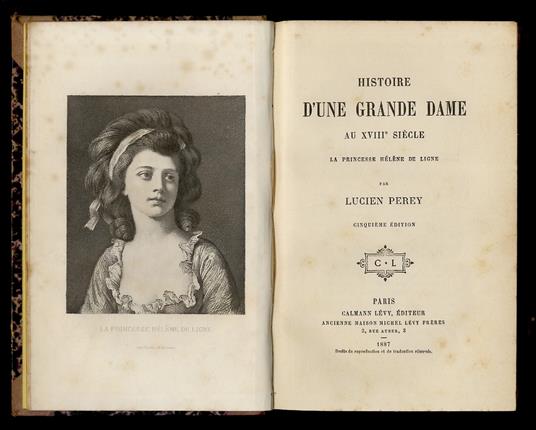 LA PRINCESSE HÉLÈNE DE LIGNE
HISTOIRE
D'UNE GRANDE DAME
AU XVIIIe SIÈCLE
LA PRINCESSE HÉLÈNE DE LIGNE
PAR
LUCIEN PEREY
CINQUIÈME ÉDITION
C • L
PARIS
CALMANN LÉVY, ÉDITEUR
ANCIENNE MAISON MICHEL LÉVY FRÈRES
3, RUE AUBER, 3
1887
Droits de reproduction et de traduction réservés.